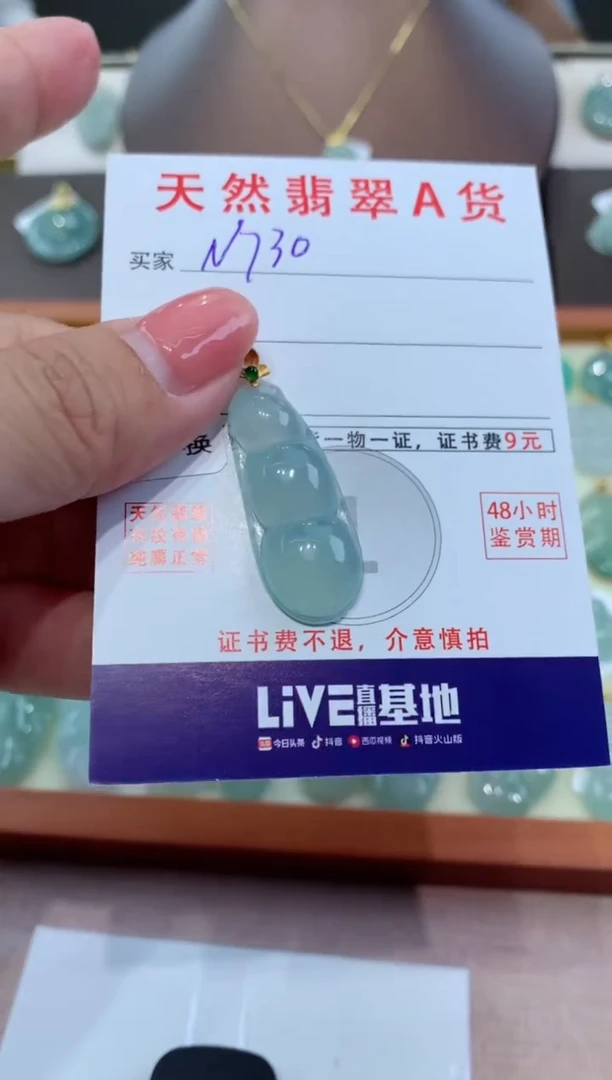 天然翡翠A货
买家 N730
换
一物一证，证书费9元
48小时
鉴赏期
证书费不退，介意慎拍
LiVE直播基地
今日头条 抖音 西瓜视频 抖音火山版